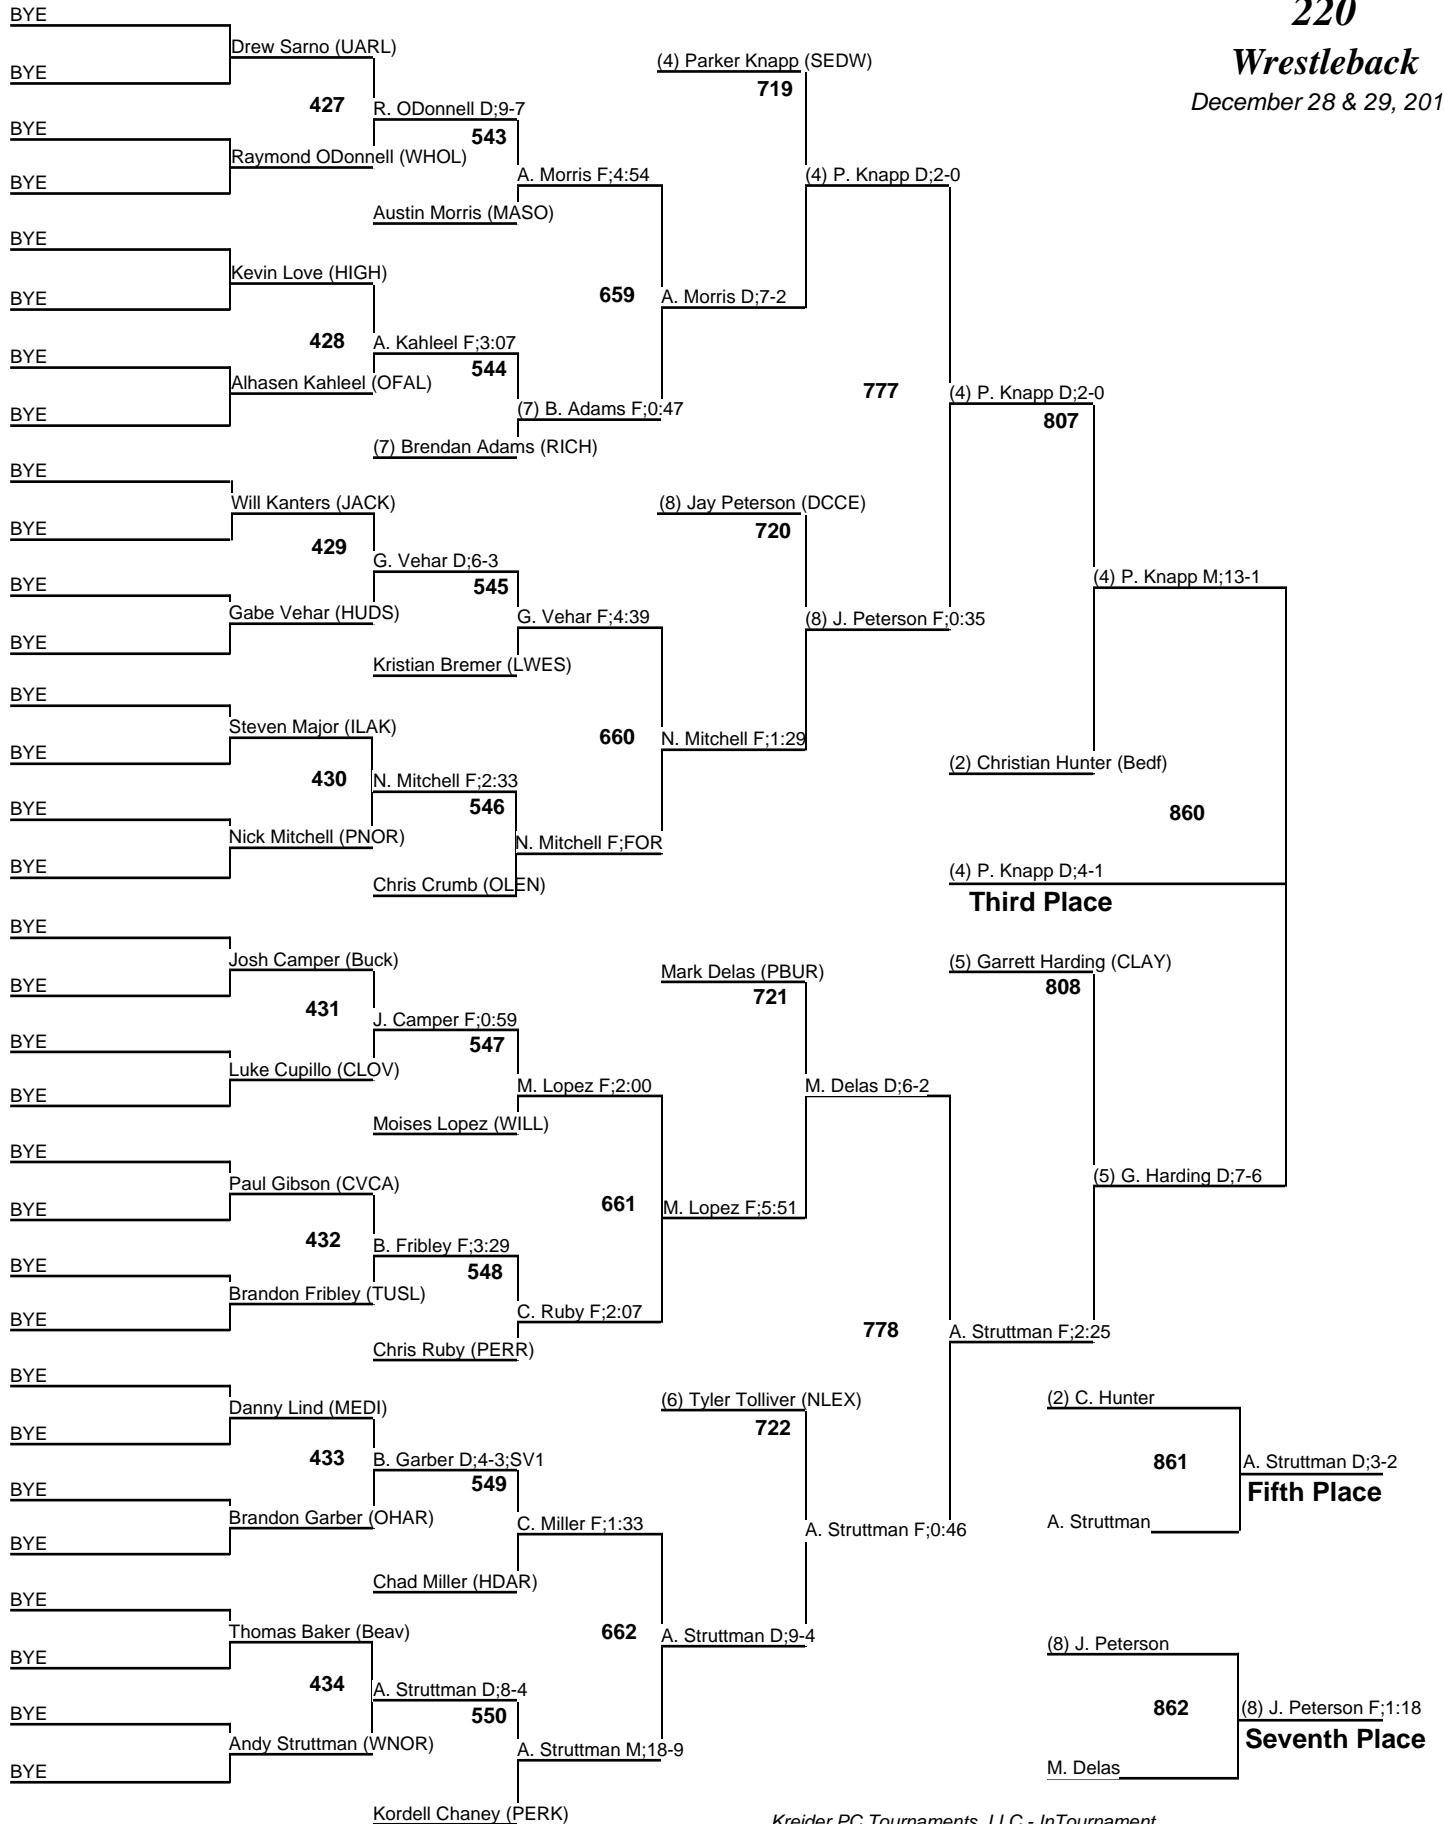 BYE
220
Drew Sarno (UARL)
Wrestleback
BYE
(4) Parker Knapp (SEDW)
719
December 28 & 29, 201
427
R. ODonnell D;9-7
BYE
543
Raymond ODonnell (WHOL)
BYE
A. Morris F;4:54
(4) P. Knapp D;2-0
Austin Morris (MASO)
BYE
Kevin Love (HIGH)
BYE
659
A. Morris D;7-2
428
A. Kahleel F;3:07
BYE
544
Alhasen Kahleel (OFAL)
777
(4) P. Knapp D;2-0
BYE
(7) B. Adams F;0:47
807
(7) Brendan Adams (RICH)
BYE
Will Kanters (JACK)
(8) Jay Peterson (DCCE)
BYE
720
429
G. Vehar D;6-3
BYE
545
(4) P. Knapp M;13-1
Gabe Vehar (HUDS)
G. Vehar F;4:39
(8) J. Peterson F;0:35
BYE
Kristian Bremer (LWES)
BYE
Steven Major (ILAK)
660
N. Mitchell F;1:29
BYE
(2) Christian Hunter (Bedf)
430
N. Mitchell F;2:33
BYE
546
860
Nick Mitchell (PNOR)
N. Mitchell F;FOR
BYE
(4) P. Knapp D;4-1
Chris Crumb (OLEN)
Third Place
BYE
Josh Camper (Buck)
(5) Garrett Harding (CLAY)
BYE
Mark Delas (PBUR)
808
721
431
J. Camper F;0:59
BYE
547
Luke Cupillo (CLOV)
M. Lopez F;2:00
M. Delas D;6-2
BYE
Moises Lopez (WILL)
BYE
Paul Gibson (CVCA)
(5) G. Harding D;7-6
BYE
661
M. Lopez F;5:51
432
B. Fribley F;3:29
BYE
548
Brandon Fribley (TUSL)
BYE
C. Ruby F;2:07
778
A. Struttman F;2:25
Chris Ruby (PERR)
BYE
Danny Lind (MEDI)
(6) Tyler Tolliver (NLEX)
(2) C. Hunter
BYE
722
433
B. Garber D;4-3;SV1
861
A. Struttman D;3-2
BYE
549
Fifth Place
Brandon Garber (OHAR)
C. Miller F;1:33
A. Struttman F;0:46
A. Struttman
BYE
Chad Miller (HDAR)
BYE
Thomas Baker (Beav)
662
A. Struttman D;9-4
BYE
(8) J. Peterson
434
A. Struttman D;8-4
BYE
550
862
(8) J. Peterson F;1:18
Andy Struttman (WNOR)
A. Struttman M;18-9
Seventh Place
BYE
M. Delas
Kordell Chaney (PERK)
Kreider PC Tournaments, LLC - InTournament